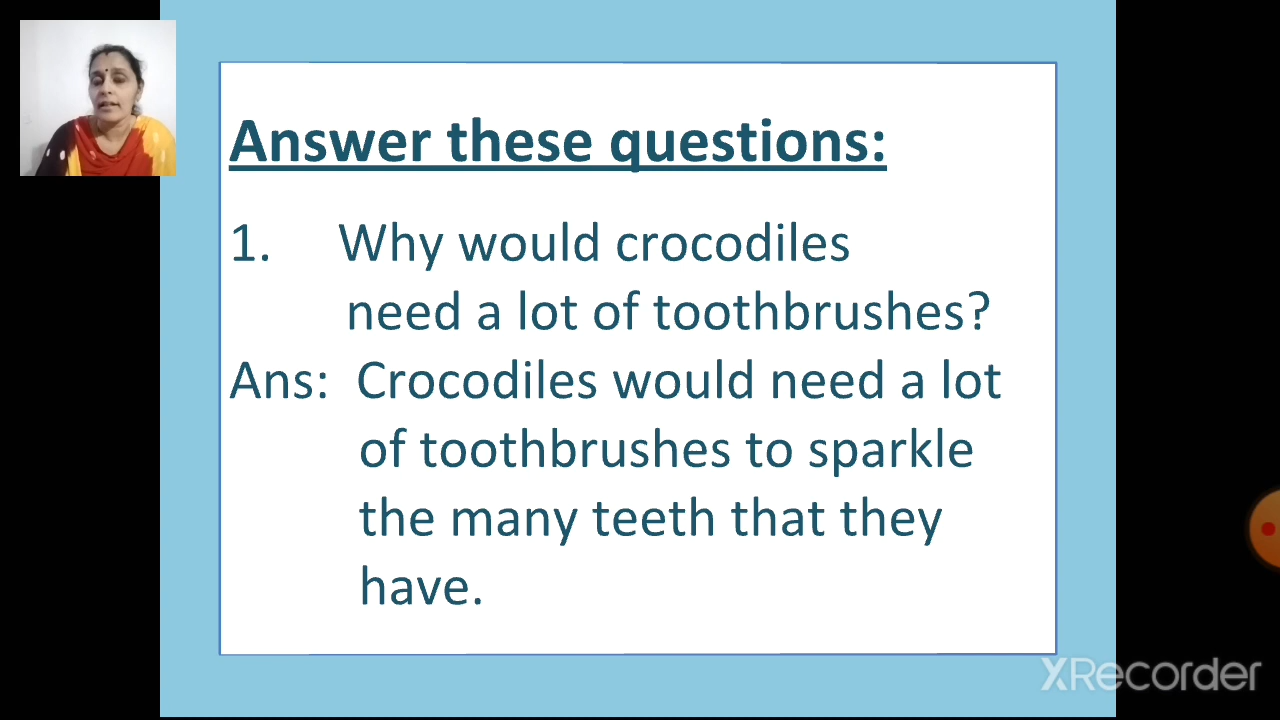 Answer these questions:
1. Why would crocodiles
need a lot of toothbrushes?
Ans: Crocodiles would need a lot
of toothbrushes to sparkle
the many teeth that they
have.
XRecorder